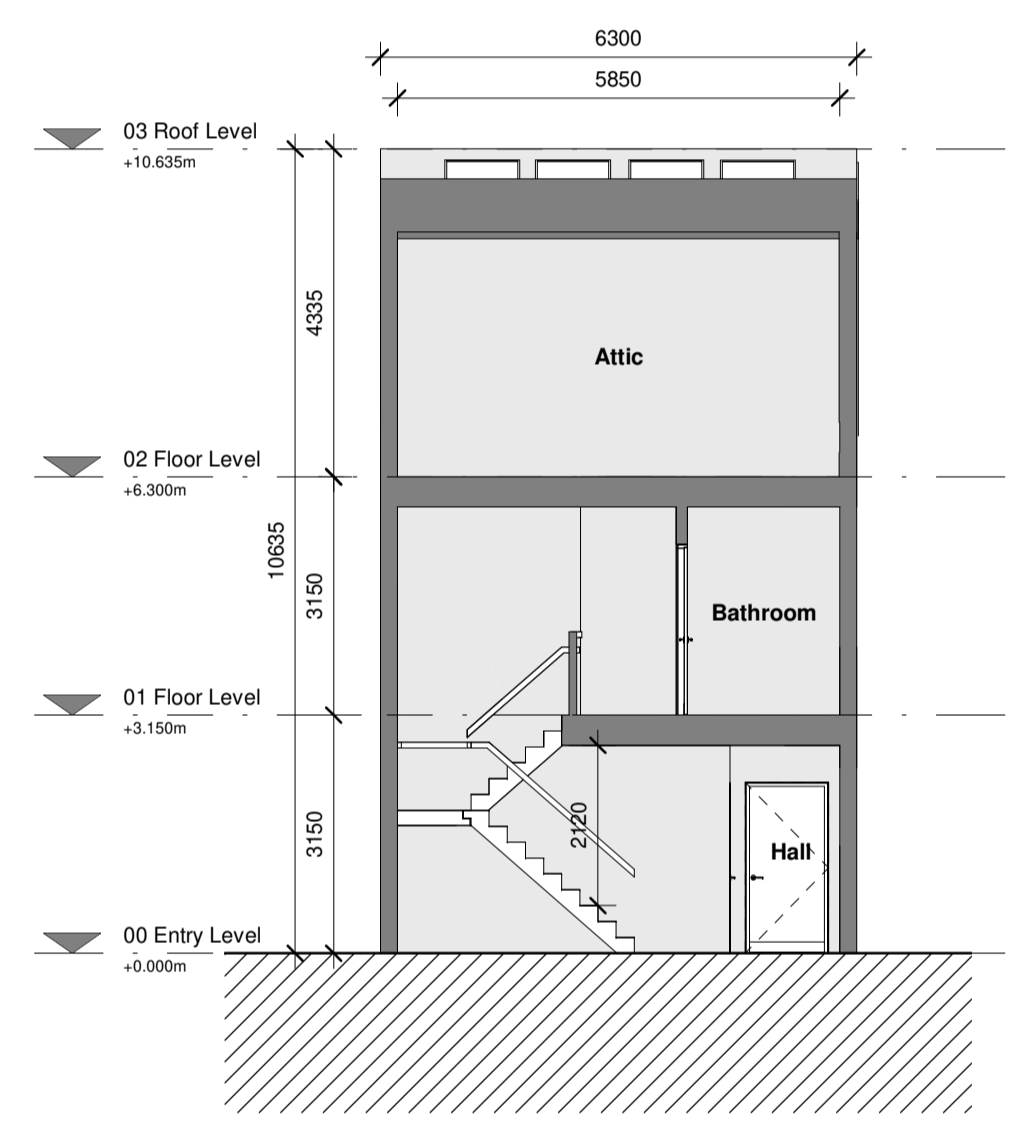 6300
5850
03 Roof Level
+10.635m
4335
Attic
02 Floor Level
+6.300m
10635
3150
Bathroom
01 Floor Level
+3.150m
3150
2120
Hall
00 Entry Level
+0.000m